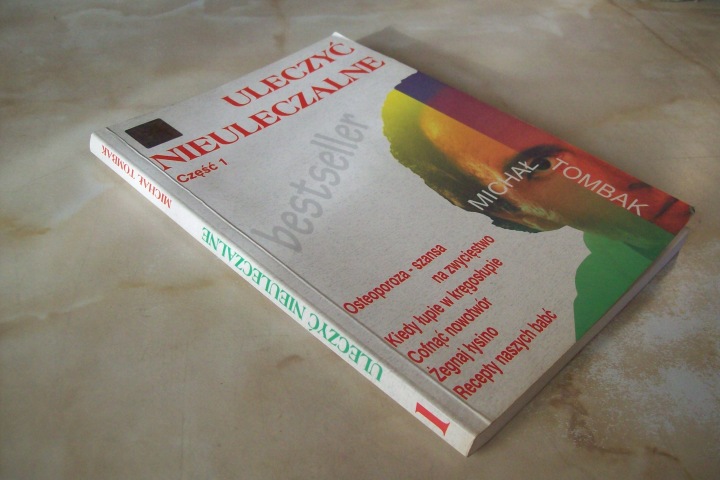 ULECZYĆ
NIEULECZALNE
Część 1
bestseller
MICHAŁ TOMBAK
Osteoporoza - szansa
na zwycięstwo
Kiedy łupie w kręgosłupie
Cofnąć nowotwór
Żegnaj łysino
Recepty naszych babć
MICHAŁ TOMBAK
ULECZYĆ NIEULECZALNE
1